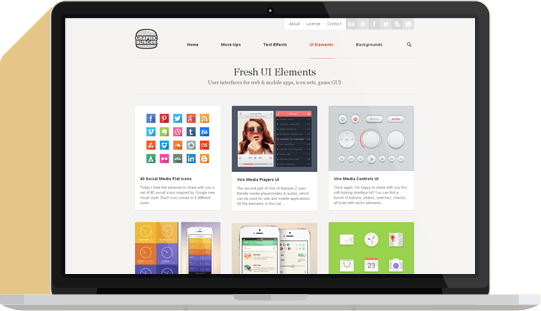 About License Contact
GRAPHIC
BURGER
Home Mock-Ups Text Effects UI Elements Backgrounds
Fresh UI Elements
User interfaces for web & mobile apps, icon sets, game GUI
40 Social Media Flat Icons
Today I have the pleasure to share with you a
set of 40 social icons inspired by Google new
visual style. Each icon comes in 4 different
sizes
Viro Media Players UI
The second part of Viro UI features 2 user
friendly media players(video & audio), which
can be used for web and mobile applications.
All the elements in this set
Viro Media Controls UI
Once again, I'm happy to share with you this
soft looking interface kit! You can find a
bunch of buttons, sliders, switches, checks,
all build with vector elements
23